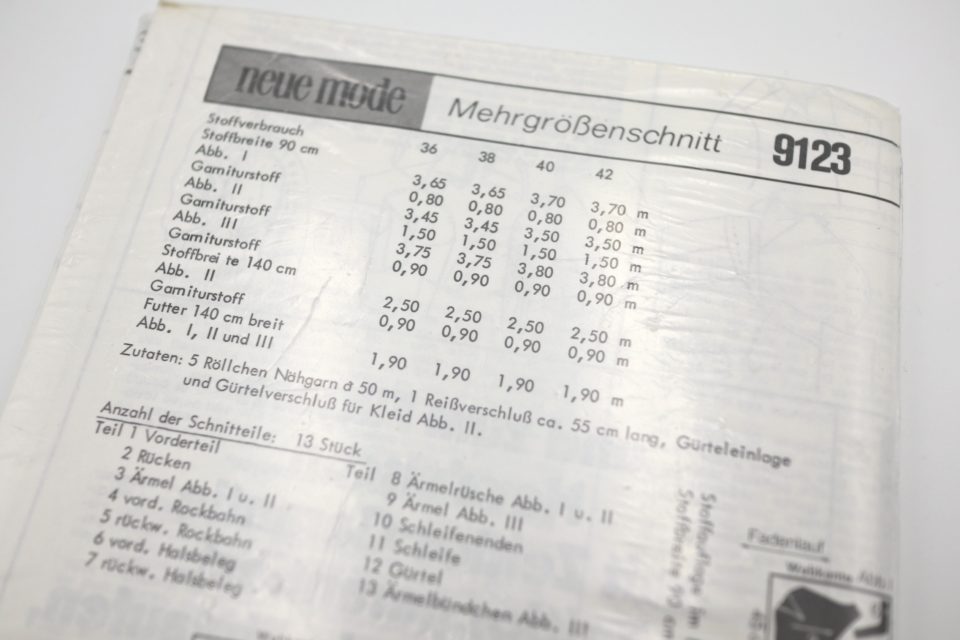 neue mode Mehrgrößenschnitt 9123
Stoffverbrauch
Stoffbreite 90 cm 36 38 40 42
Abb. I 3,65 3,65 3,70 3,70 m
Garniturstoff 0,80 0,80 0,80 0,80 m
Abb. II 3,45 3,45 3,50 3,50 m
Garniturstoff 1,50 1,50 1,50 1,50 m
Abb. III 3,75 3,75 3,80 3,80 m
Garniturstoff 0,90 0,90 0,90 0,90 m
Stoffbrei te 140 cm
Abb. II 2,50 2,50 2,50 2,50 m
Garniturstoff 0,90 0,90 0,90 0,90 m
Futter 140 cm breit
Abb. I, II und III 1,90 1,90 1,90 1,90 m
Zutaten: 5 Röllchen Nähgarn à 50 m, 1 Reißverschluß ca. 55 cm lang, Gürteleinlage
und Gürtelverschluß für Kleid Abb. II.
Anzahl der Schnitteile: 13 Stück
Teil 1 Vorderteil
2 Rücken
3 Ärmel Abb. I u. II
4 vord. Rockbahn
5 rückw. Rockbahn
6 vord. Halsbeleg
7 rückw. Halsbeleg
Teil 8 Ärmelrüsche Abb. I u. II
9 Ärmel Abb. III
10 Schleifenenden
11 Schleife
12 Gürtel
13 Ärmelbündchen Abb. III
Stoffauflage im
Stoffbreite 90 cm
Fadenlauf